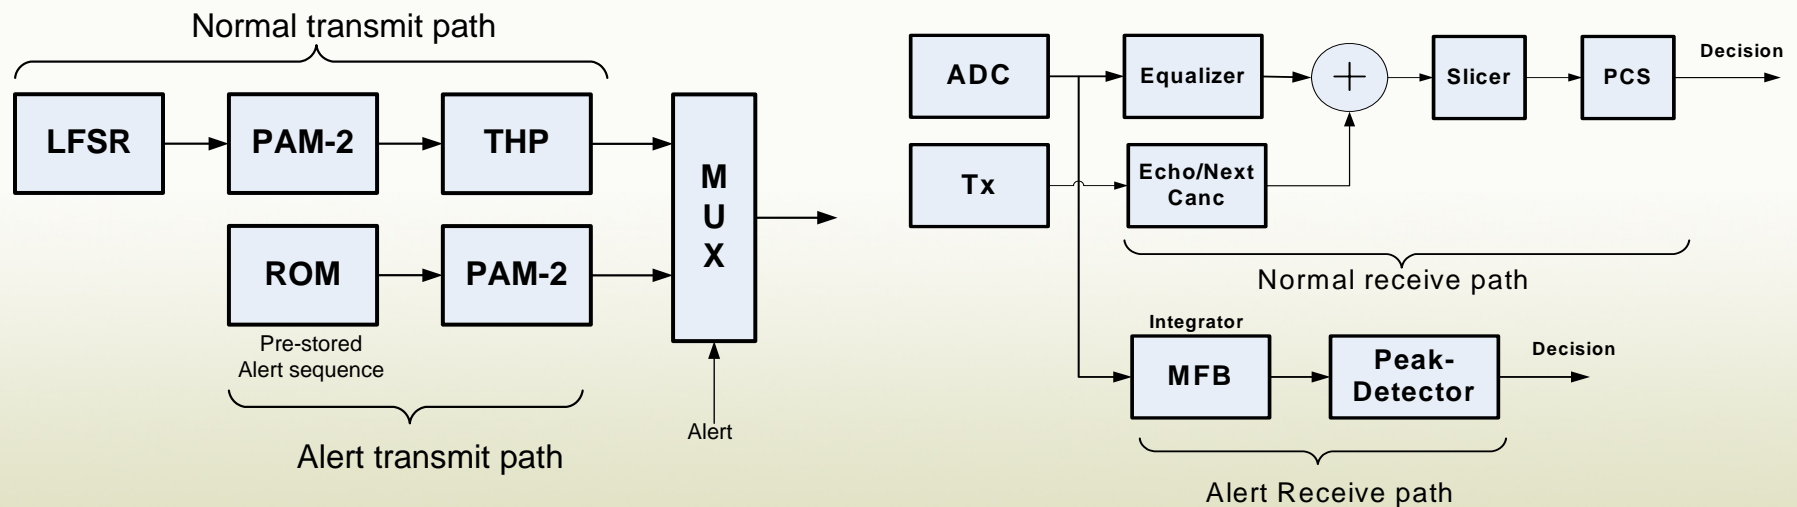 Normal transmit path
LFSR
PAM-2
THP
ROM
PAM-2
Pre-stored
Alert sequence
Alert transmit path
M
U
X
Alert
ADC
Equalizer
+
Slicer
PCS
Decision
Tx
Echo/Next
Canc
Normal receive path
Integrator
MFB
Peak-
Detector
Decision
Alert Receive path